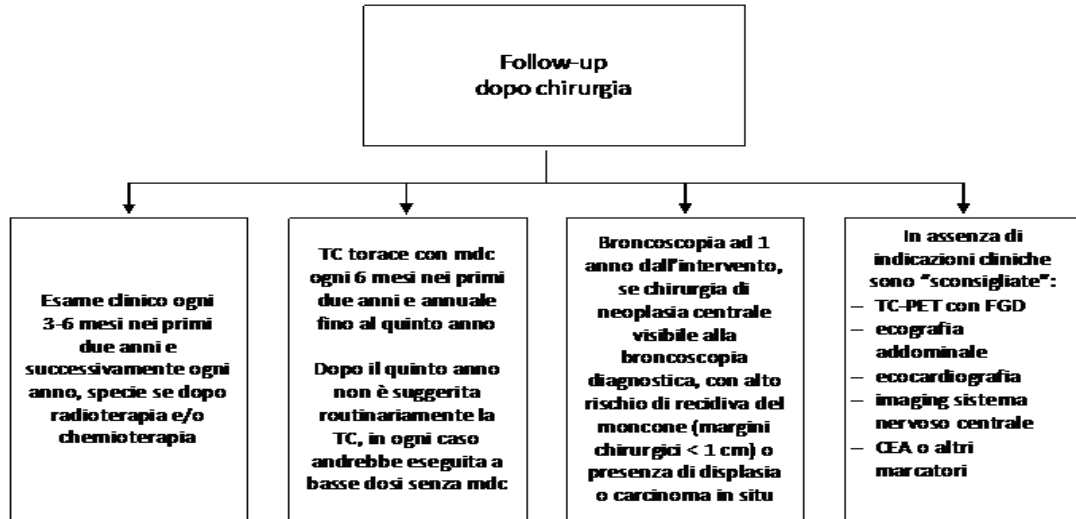 Follow-up
dopo chirurgia
Esame clinico ogni
3-6 mesi nei primi
due anni e
successivamente ogni
anno, specie se dopo
radioterapia e/o
chemioterapia
TC torace con mdc
ogni 6 mesi nei primi
due anni e annuale
fino al quinto anno
Dopo il quinto anno
non è suggerita
routinariamente la
TC, in ogni caso
andrebbe eseguita a
basse dosi senza mdc
Broncoscopia ad 1
anno dall'intervento,
se chirurgia di
neoplasia centrale
visibile alla
broncoscopia
diagnostica, con alto
rischio di recidiva del
moncone (margini
chirurgici < 1 cm) o
presenza di displasia
o carcinoma in situ
In assenza di
indicazioni cliniche
sono "sconsigliate":
– TC-PET con FGD
– ecografia
addominale
– ecocardiografia
– imaging sistema
nervoso centrale
– CEA o altri
marcatori